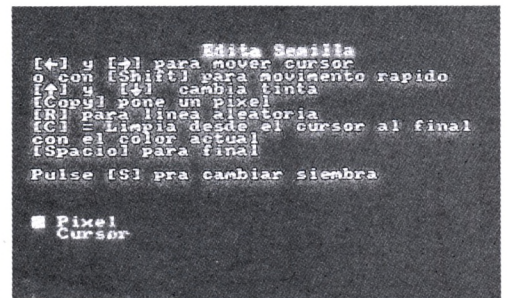 Edita Semilla
[←] y [→] para mover cursor
o con [Shift] para movimento rapido
[↑] y [↓] cambia tinta
[Copy] pone un pixel
[R] para linea aleatoria
[C] = Limpia desde el cursor al final
con el color actual
[Spacio] para final
Pulse [S] pra cambiar siembra
Pixel
Cursor